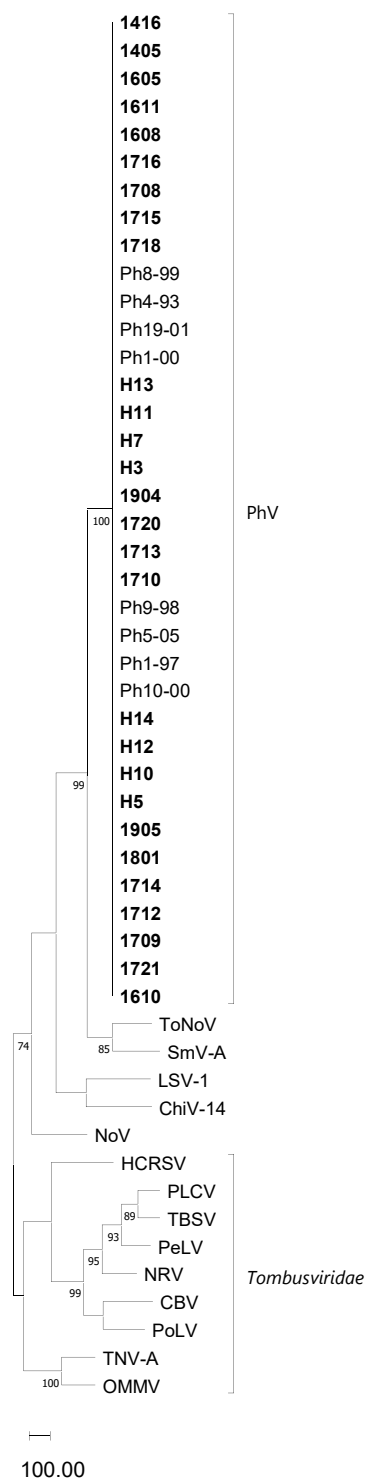 1416
1405
1605
1611
1608
1716
1708
1715
1718
Ph8-99
Ph4-93
Ph19-01
Ph1-00
H13
H11
H7
H3
1904
100
1720
PhV
1713
1710
Ph9-98
Ph5-05
Ph1-97
Ph10-00
H14
H12
H10
99
H5
1905
1801
1714
1712
1709
1721
1610
ToNoV
74
85
SmV-A
LSV-1
ChiV-14
NoV
HCRSV
PLCV
89
TBSV
93
PeLV
95
NRV
Tombusviridae
99
CBV
PoLV
TNV-A
100
OMMV
100.00